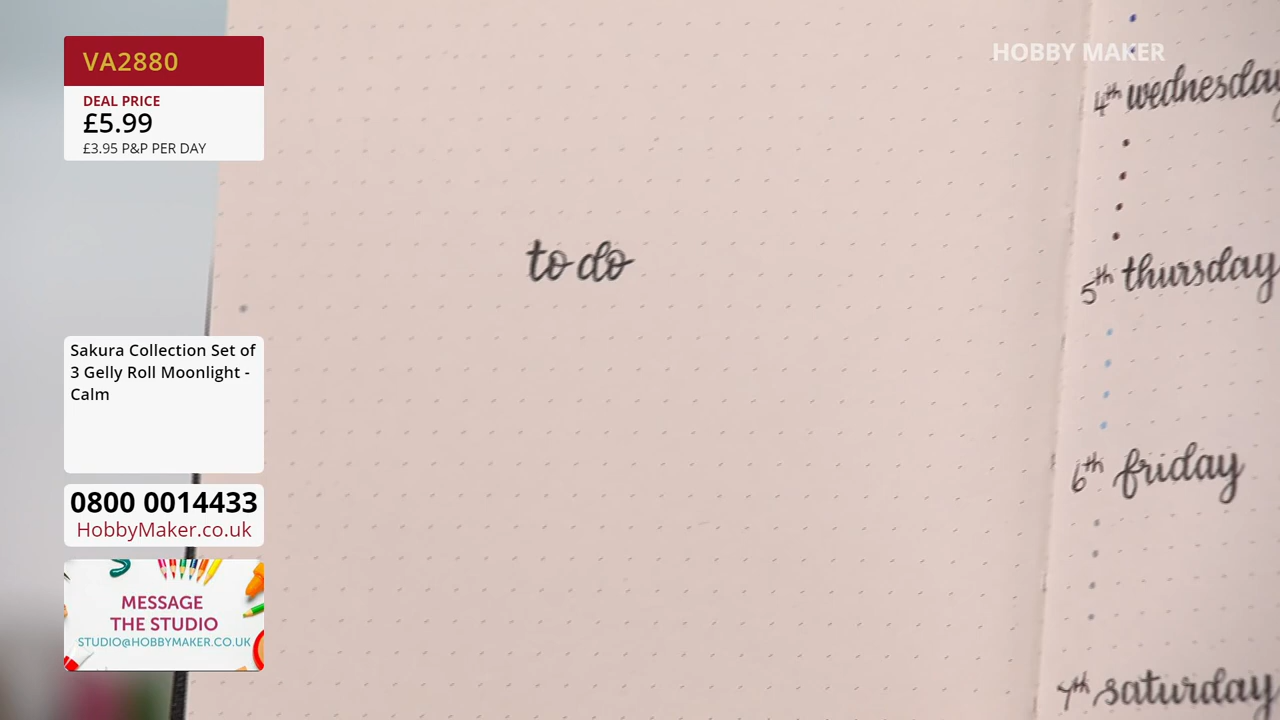 VA2880
DEAL PRICE
£5.99
£3.95 P&P PER DAY
Sakura Collection Set of
3 Gelly Roll Moonlight -
Calm
0800 0014433
HobbyMaker.co.uk
MESSAGE
THE STUDIO
STUDIO@HOBBYMAKER.CO.UK
HOBBY MAKER
to do
4th wednesday
5th thursday
6th friday
7th saturday